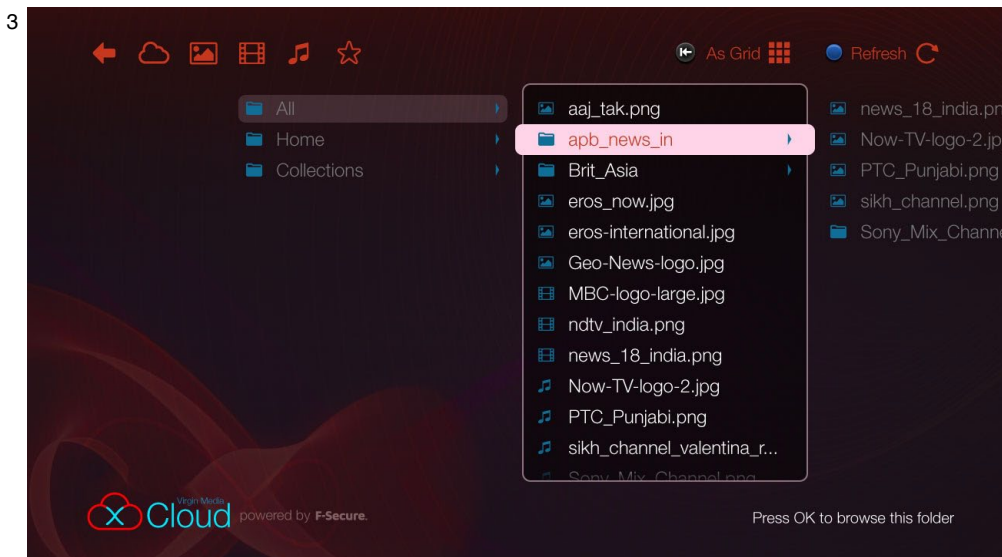 3
As Grid
Refresh
All
Home
Collections
aaj_tak.png
apb_news_in
Brit_Asia
eros_now.jpg
eros-international.jpg
Geo-News-logo.jpg
MBC-logo-large.jpg
ndtv_india.png
news_18_india.png
Now-TV-logo-2.jpg
PTC_Punjabi.png
sikh_channel_valentina_r...
Sony_Mix_Channel.png
news_18_india.pn
Now-TV-logo-2.jp
PTC_Punjabi.png
sikh_channel.png
Sony_Mix_Channe
Virgin Media
Cloud powered by F-Secure.
Press OK to browse this folder